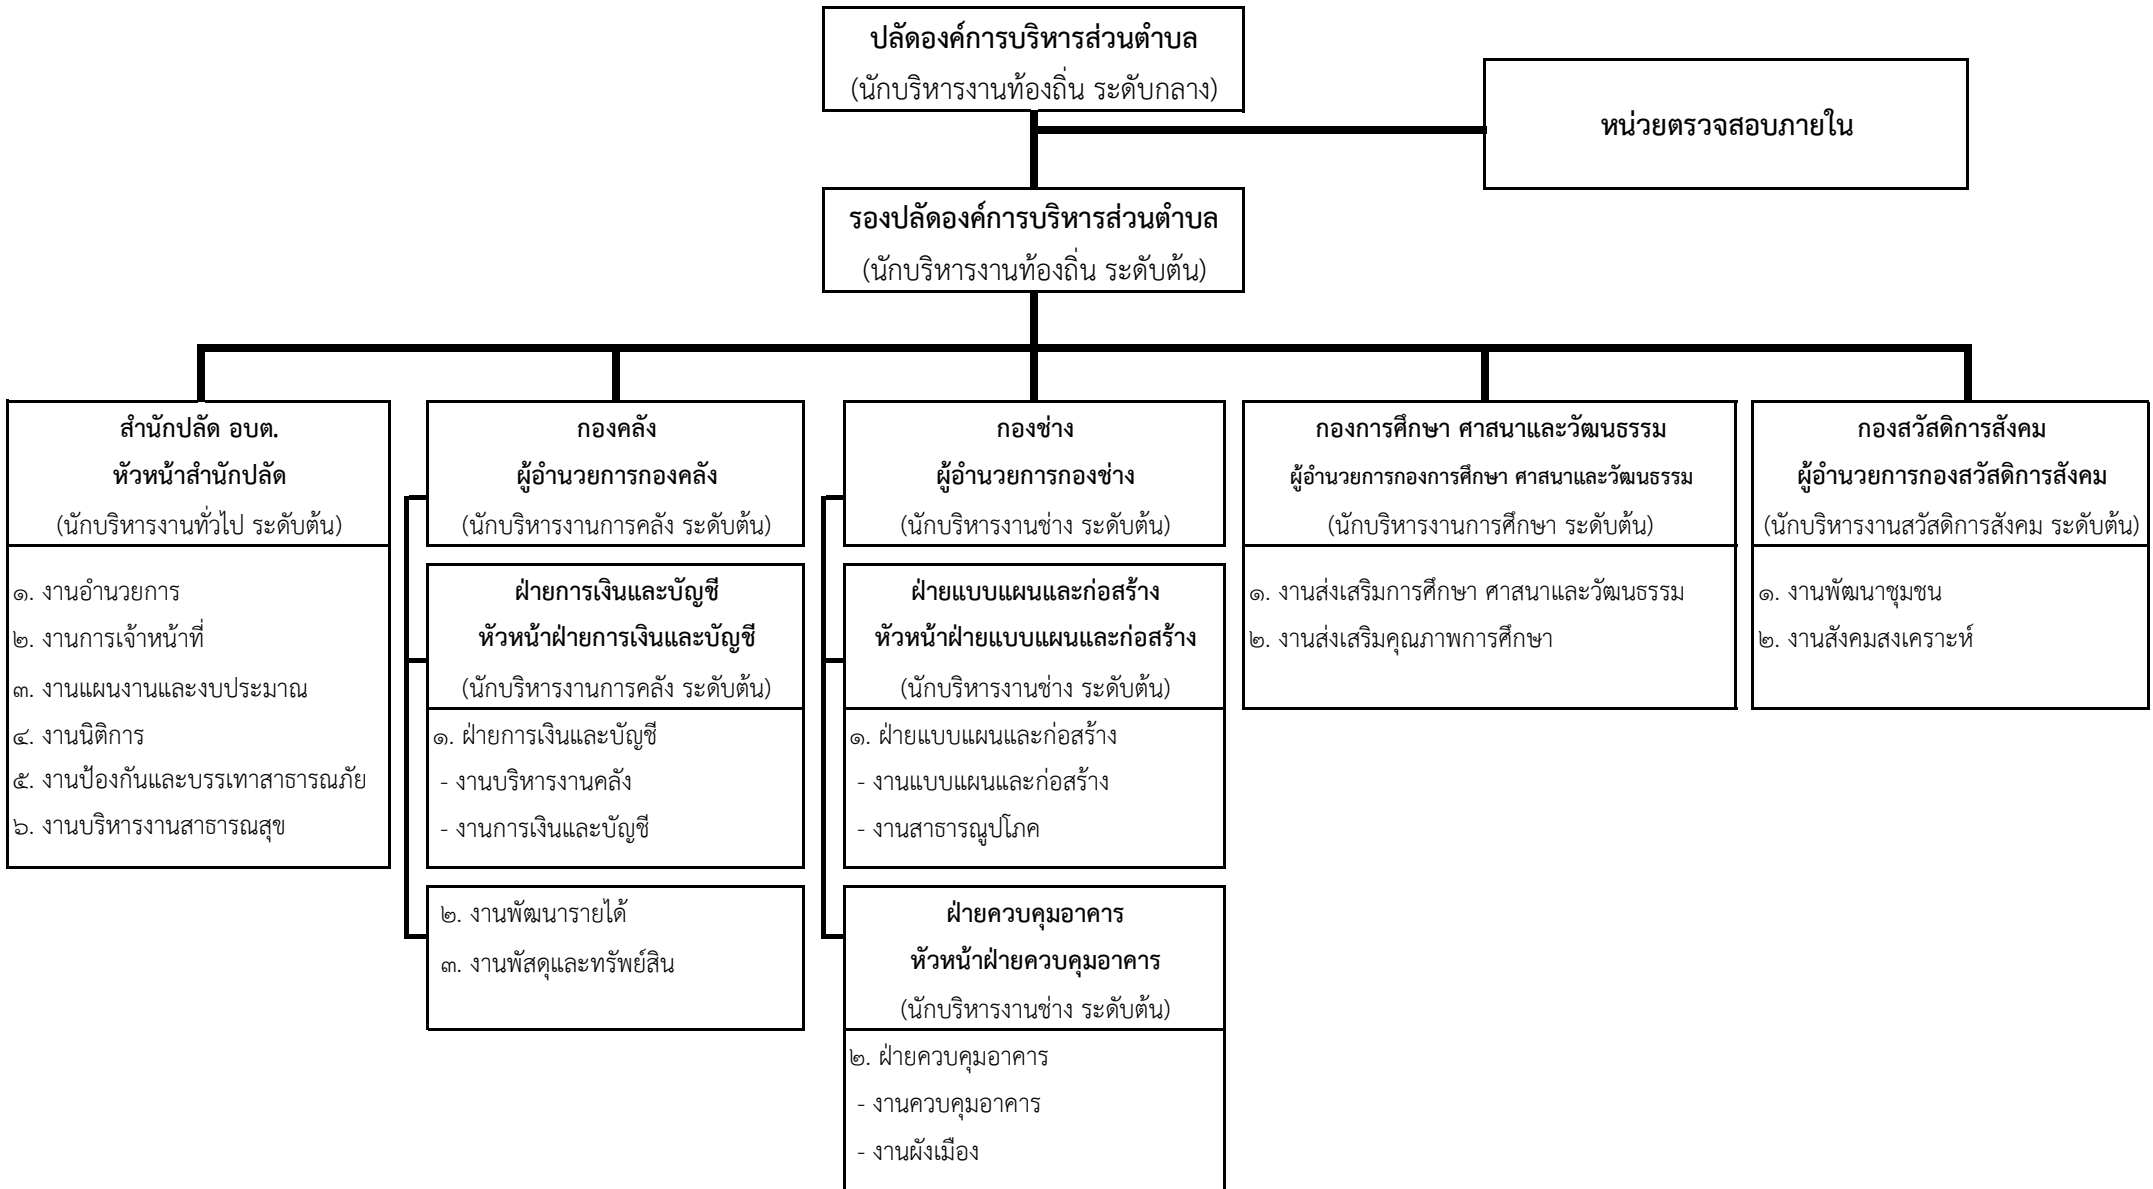 ปลัดองค์การบริหารส่วนตำบล
(นักบริหารงานท้องถิ่น ระดับกลาง)
หน่วยตรวจสอบภายใน
รองปลัดองค์การบริหารส่วนตำบล
(นักบริหารงานท้องถิ่น ระดับต้น)
สำนักปลัด อบต.
หัวหน้าสำนักปลัด
(นักบริหารงานทั่วไป ระดับต้น)
๑. งานอำนวยการ
๒. งานการเจ้าหน้าที่
๓. งานแผนงานและงบประมาณ
๔. งานนิติการ
๕. งานป้องกันและบรรเทาสาธารณภัย
๖. งานบริหารงานสาธารณสุข
กองคลัง
ผู้อำนวยการกองคลัง
(นักบริหารงานการคลัง ระดับต้น)
ฝ่ายการเงินและบัญชี
หัวหน้าฝ่ายการเงินและบัญชี
(นักบริหารงานการคลัง ระดับต้น)
๑. ฝ่ายการเงินและบัญชี
- งานบริหารงานคลัง
- งานการเงินและบัญชี
๒. งานพัฒนารายได้
๓. งานพัสดุและทรัพย์สิน
กองช่าง
ผู้อำนวยการกองช่าง
(นักบริหารงานช่าง ระดับต้น)
ฝ่ายแบบแผนและก่อสร้าง
หัวหน้าฝ่ายแบบแผนและก่อสร้าง
(นักบริหารงานช่าง ระดับต้น)
๑. ฝ่ายแบบแผนและก่อสร้าง
- งานแบบแผนและก่อสร้าง
- งานสาธารณูปโภค
ฝ่ายควบคุมอาคาร
หัวหน้าฝ่ายควบคุมอาคาร
(นักบริหารงานช่าง ระดับต้น)
๒. ฝ่ายควบคุมอาคาร
- งานควบคุมอาคาร
- งานผังเมือง
กองการศึกษา ศาสนาและวัฒนธรรม
ผู้อำนวยการกองการศึกษา ศาสนาและวัฒนธรรม
(นักบริหารงานการศึกษา ระดับต้น)
๑. งานส่งเสริมการศึกษา ศาสนาและวัฒนธรรม
๒. งานส่งเสริมคุณภาพการศึกษา
กองสวัสดิการสังคม
ผู้อำนวยการกองสวัสดิการสังคม
(นักบริหารงานสวัสดิการสังคม ระดับต้น)
๑. งานพัฒนาชุมชน
๒. งานสังคมสงเคราะห์